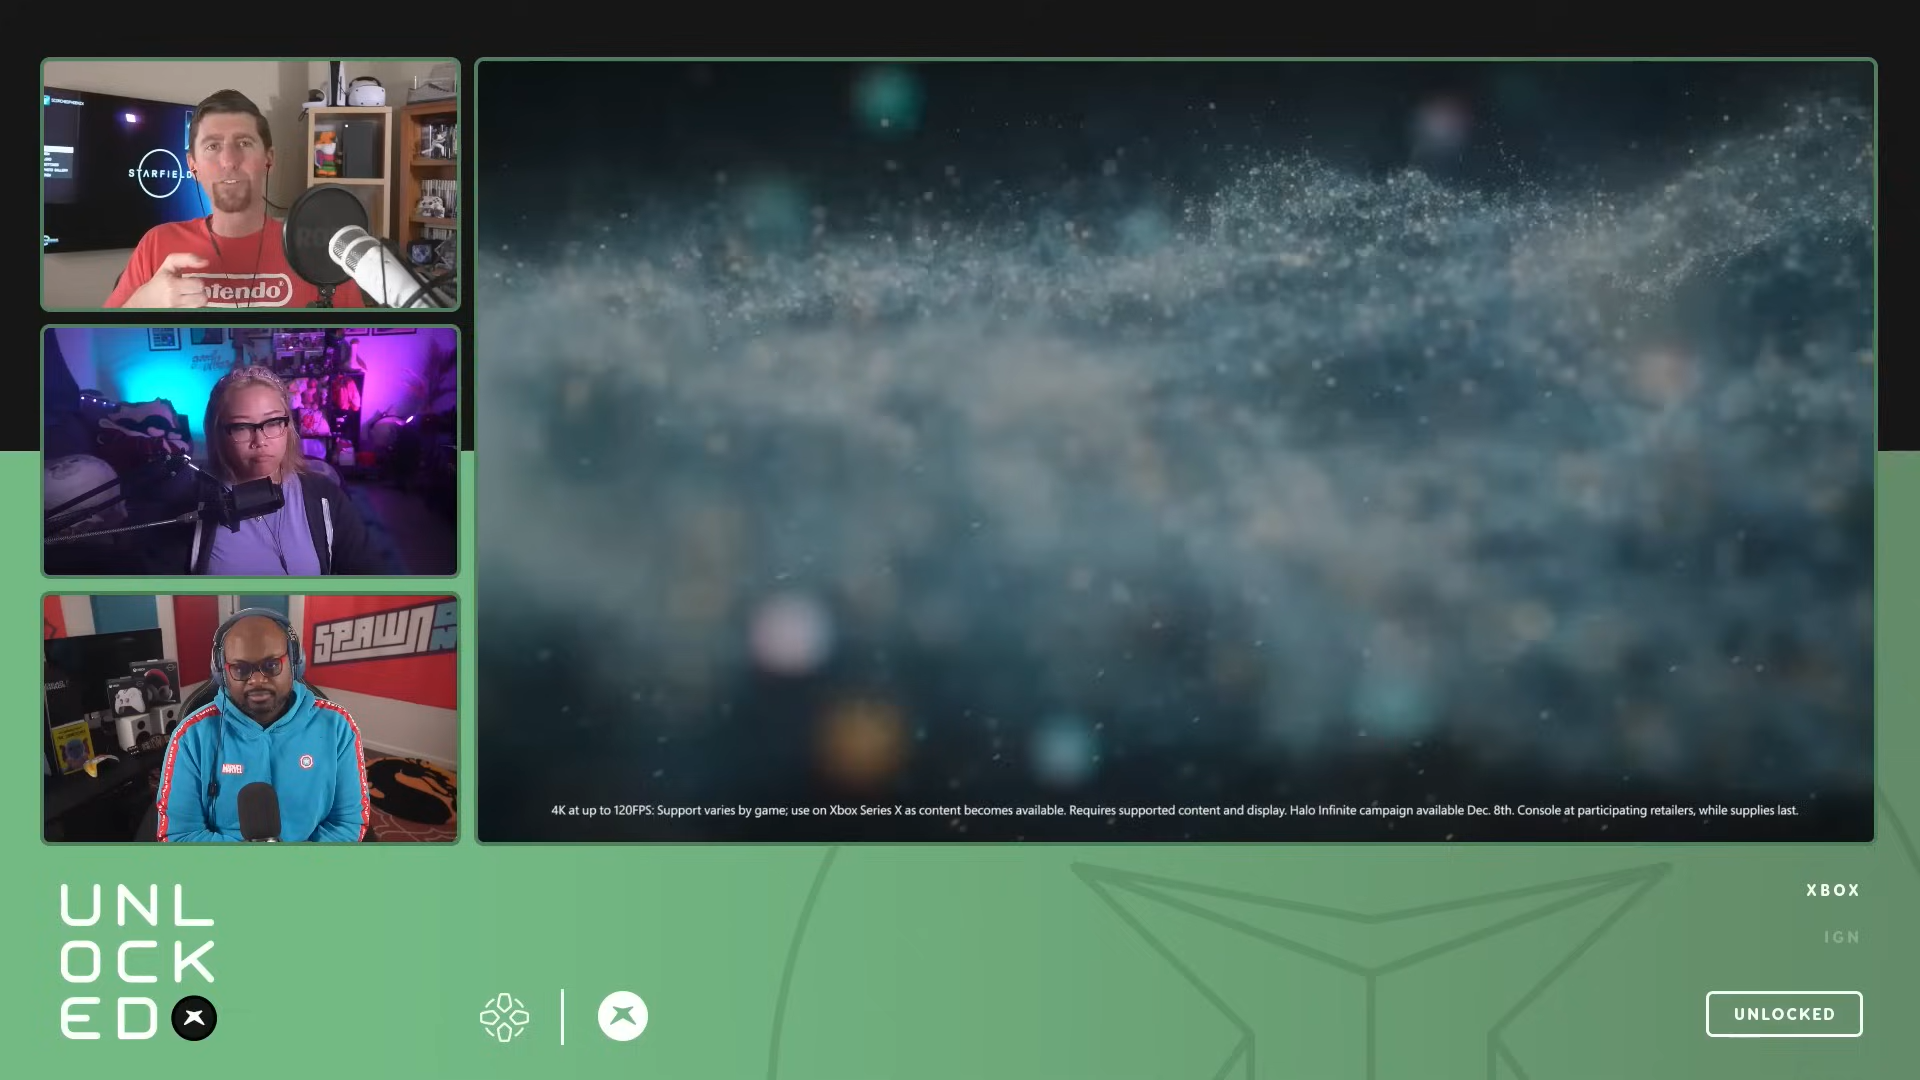 STARFIELD
ntendo
SPAWN
MARVEL
4K at up to 120FPS: Support varies by game; use on Xbox Series X as content becomes available. Requires supported content and display. Halo Infinite campaign available Dec. 8th. Console at participating retailers, while supplies last.
UNL
OCK
ED
XBOX
IGN
UNLOCKED